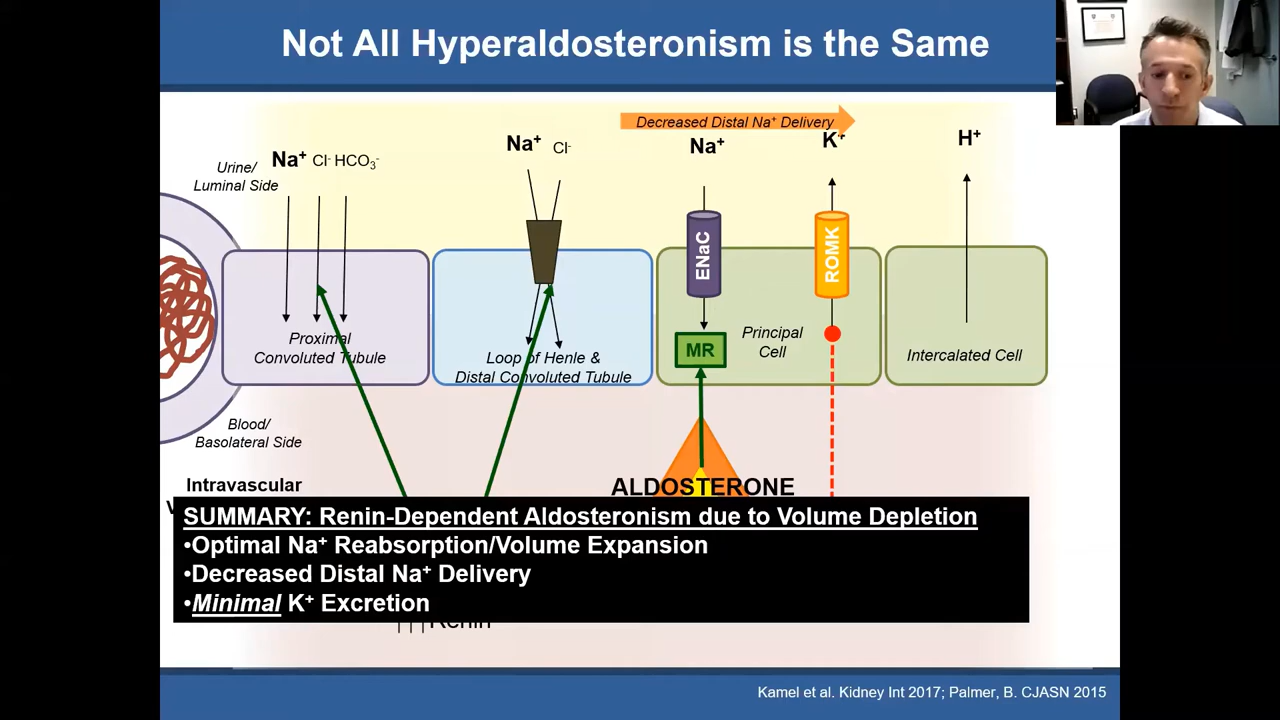 Not All Hyperaldosteronism is the Same
Decreased Distal Na⁺ Delivery
Urine/
Luminal Side
Na⁺ Cl⁻ HCO₃⁻
Na⁺ Cl⁻
Na⁺
K⁺
H⁺
ENaC
ROMK
MR
Proximal
Convoluted Tubule
Loop of Henle &
Distal Convoluted Tubule
Principal
Cell
Intercalated Cell
Blood/
Basolateral Side
Intravascular
ALDOSTERONE
SUMMARY: Renin-Dependent Aldosteronism due to Volume Depletion
•Optimal Na⁺ Reabsorption/Volume Expansion
•Decreased Distal Na⁺ Delivery
•Minimal K⁺ Excretion
Renin
Kamel et al. Kidney Int 2017; Palmer, B. CJASN 2015